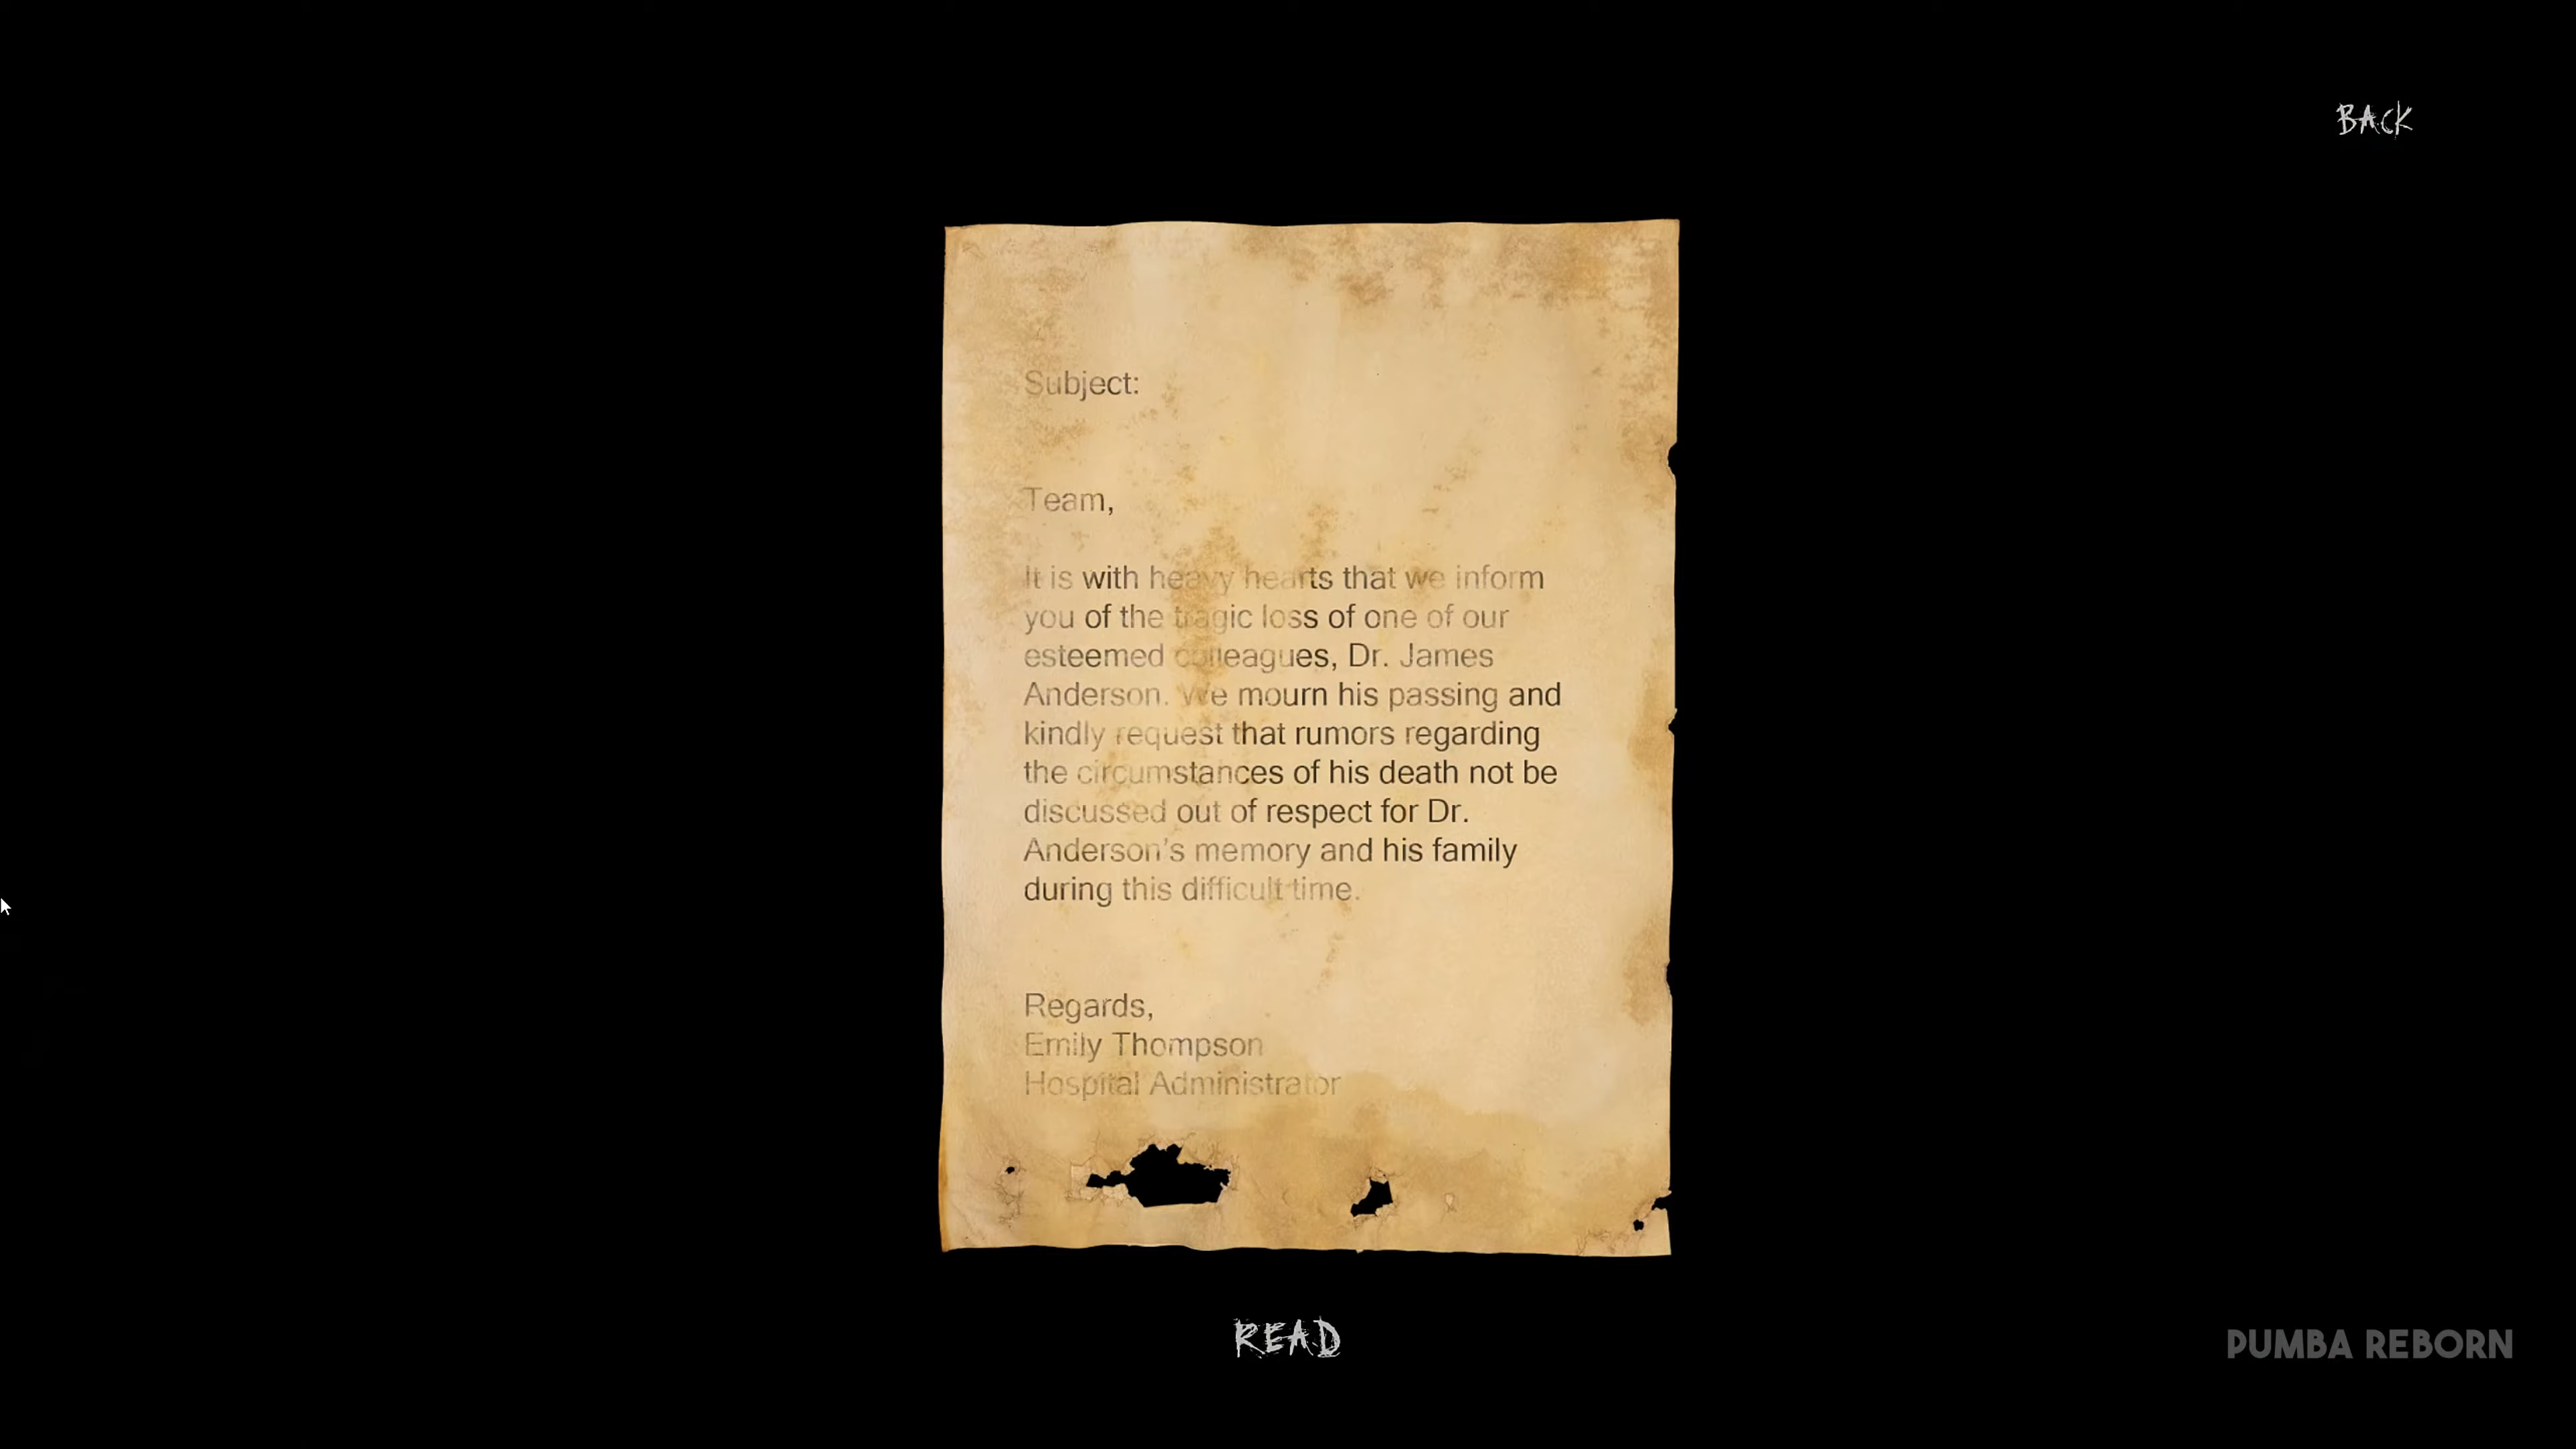 BACK
Subject:
Team,
It is with heavy hearts that we inform
you of the tragic loss of one of our
esteemed colleagues, Dr. James
Anderson. We mourn his passing and
kindly request that rumors regarding
the circumstances of his death not be
discussed out of respect for Dr.
Anderson's memory and his family
during this difficult time.
Regards,
Emily Thompson
Hospital Administrator
READ
PUMBA REBORN